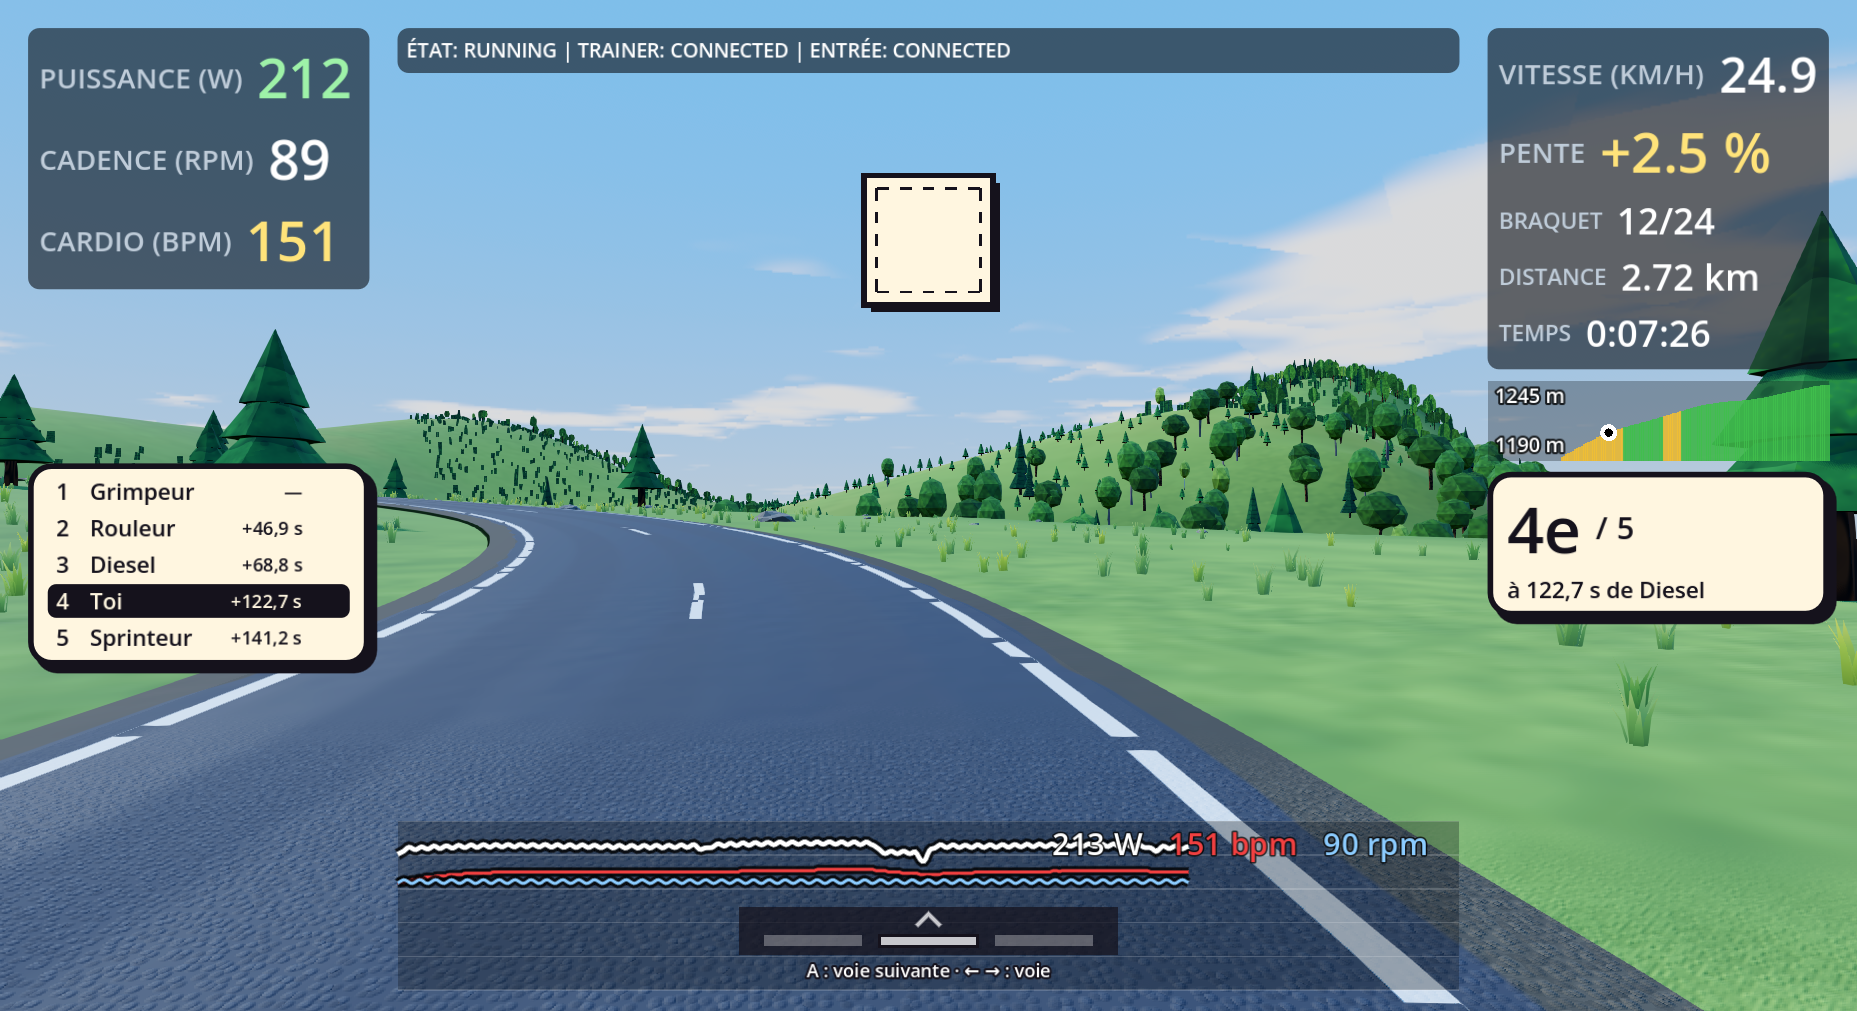 PUISSANCE (W) 212
CADENCE (RPM) 89
CARDIO (BPM) 151
ÉTAT: RUNNING | TRAINER: CONNECTED | ENTRÉE: CONNECTED
VITESSE (KM/H) 24.9
PENTE +2.5 %
BRAQUET 12/24
DISTANCE 2.72 km
TEMPS 0:07:26
1245 m
1190 m
1 Grimpeur —
2 Rouleur +46,9 s
3 Diesel +68,8 s
4 Toi +122,7 s
5 Sprinteur +141,2 s
4e / 5
à 122,7 s de Diesel
213 W 151 bpm 90 rpm
A : voie suivante · ← → : voie